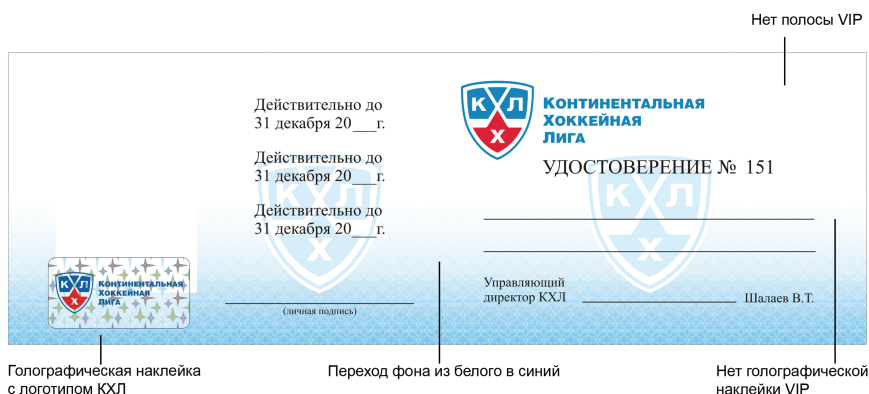 Нет полосы VIP
КХЛ
Континентальная
Хоккейная
Лига
УДОСТОВЕРЕНИЕ № 151
Действительно до
31 декабря 20___г.
Действительно до
31 декабря 20___г.
Действительно до
31 декабря 20___г.
КХЛ
КХЛ
КХЛ
Континентальная
Хоккейная
Лига
(личная подпись)
Управляющий
директор КХЛ
Шалаев В.Т.
Голографическая наклейка
с логотипом КХЛ
Переход фона из белого в синий
Нет голографической
наклейки VIP